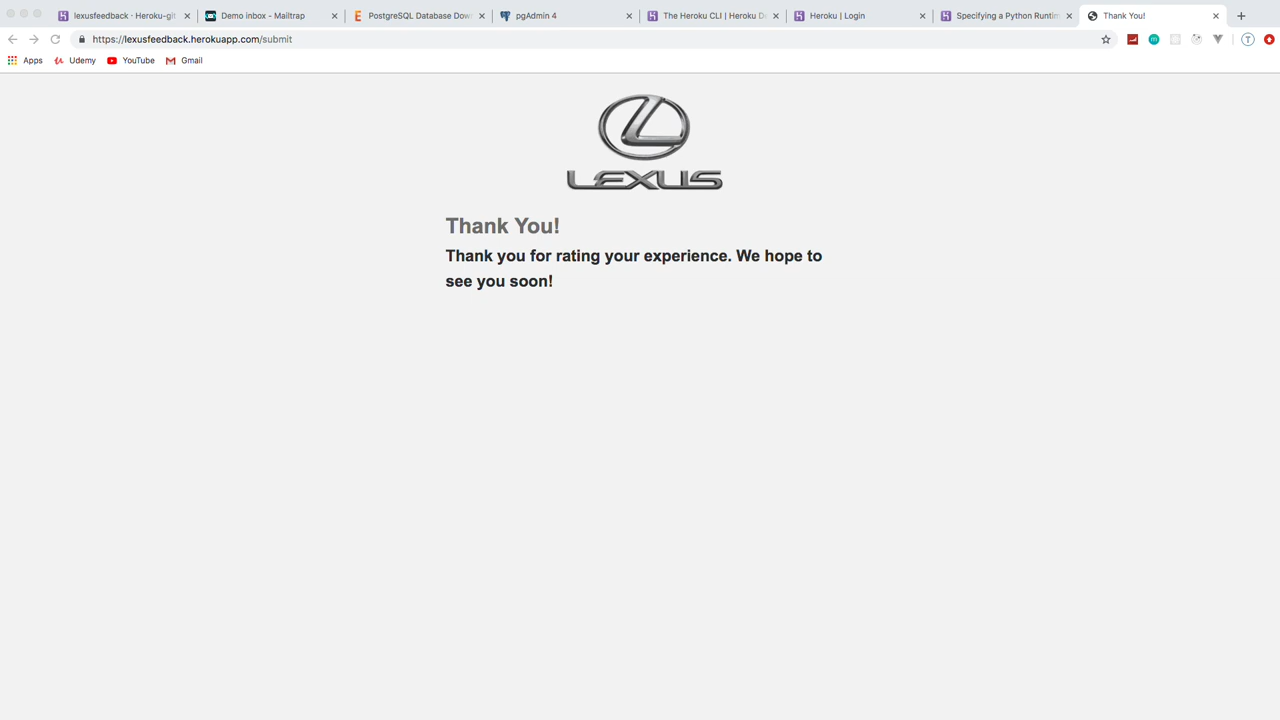 lexusfeedback - Heroku-git
Demo inbox - Mailtrap
PostgreSQL Database Down
pgAdmin 4
The Heroku CLI | Heroku De
Heroku | Login
Specifying a Python Runtim
Thank You!
https://lexusfeedback.herokuapp.com/submit
Apps
Udemy
YouTube
Gmail
LEXUS
Thank You!
Thank you for rating your experience. We hope to
see you soon!